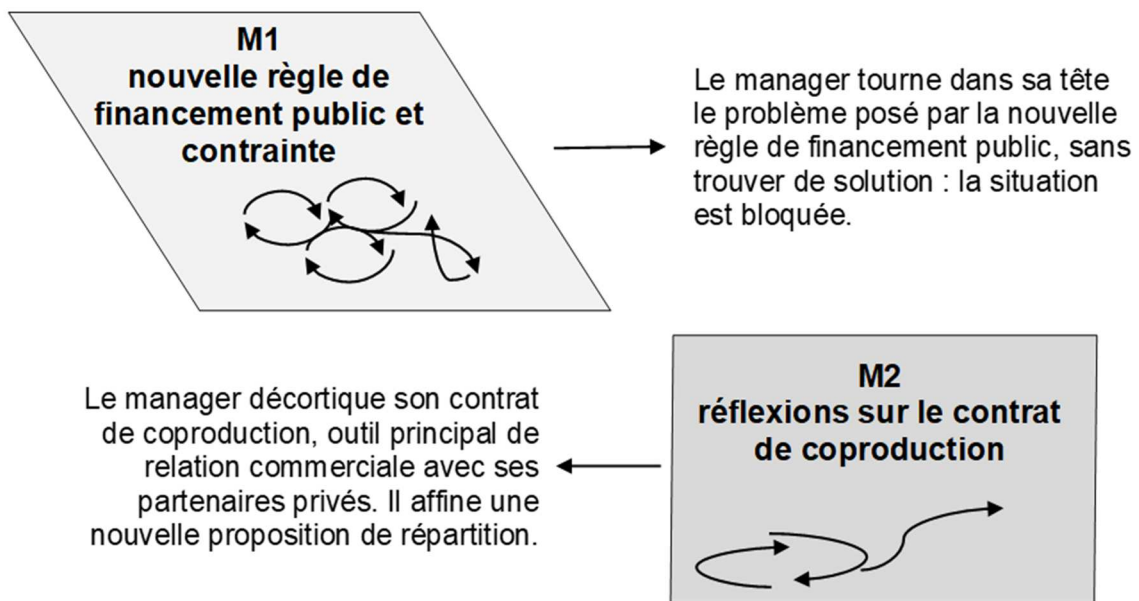 M1
nouvelle règle de
financement public et
contrainte
Le manager tourne dans sa tête
le problème posé par la nouvelle
règle de financement public, sans
trouver de solution : la situation
est bloquée.
Le manager décortique son contrat
de coproduction, outil principal de
relation commerciale avec ses
partenaires privés. Il affine une
nouvelle proposition de répartition.
M2
réflexions sur le contrat
de coproduction